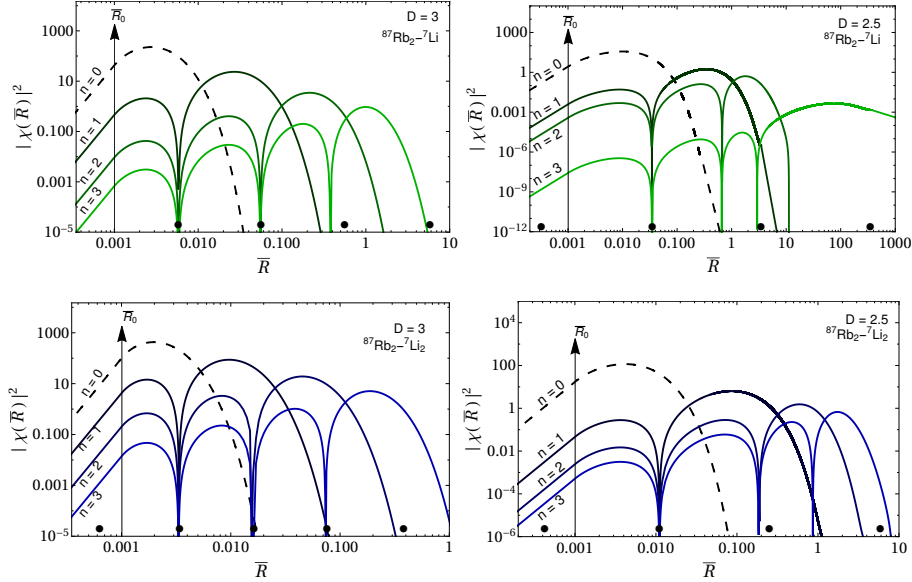 D = 3
⁸⁷Rb₂−⁷Li
R̅₀
n = 0
n = 1
n = 2
n = 3
| χ(R̅) |²
1000
10
0.100
0.001
10⁻⁵
0.001 0.010 0.100 1 10
R̅
D = 2.5
⁸⁷Rb₂−⁷Li
R̅₀
n = 0
n = 1
n = 2
n = 3
| χ(R̅) |²
1000
1
0.001
10⁻⁶
10⁻⁹
10⁻¹²
0.001 0.010 0.100 1 10 100 1000
R̅
D = 3
⁸⁷Rb₂−⁷Li₂
R̅₀
n = 0
n = 1
n = 2
n = 3
| χ(R̅) |²
1000
10
0.100
0.001
10⁻⁵
0.001 0.010 0.100 1
R̅
D = 2.5
⁸⁷Rb₂−⁷Li₂
R̅₀
n = 0
n = 1
n = 2
n = 3
| χ(R̅) |²
10⁴
100
1
0.01
10⁻⁴
10⁻⁶
0.001 0.010 0.100 1 10
R̅